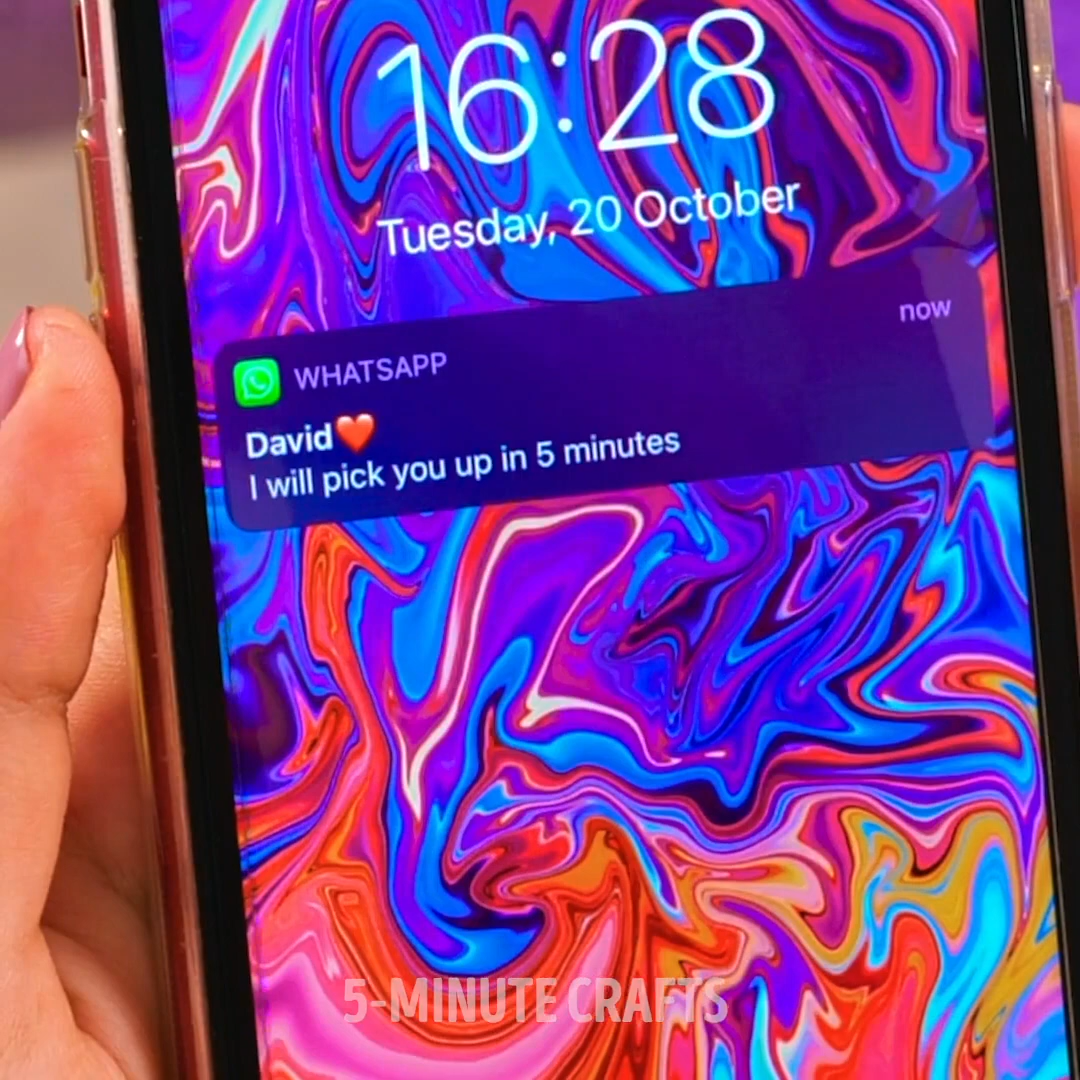 16:28
Tuesday, 20 October
now
WHATSAPP
David❤️
I will pick you up in 5 minutes
5-MINUTE CRAFTS